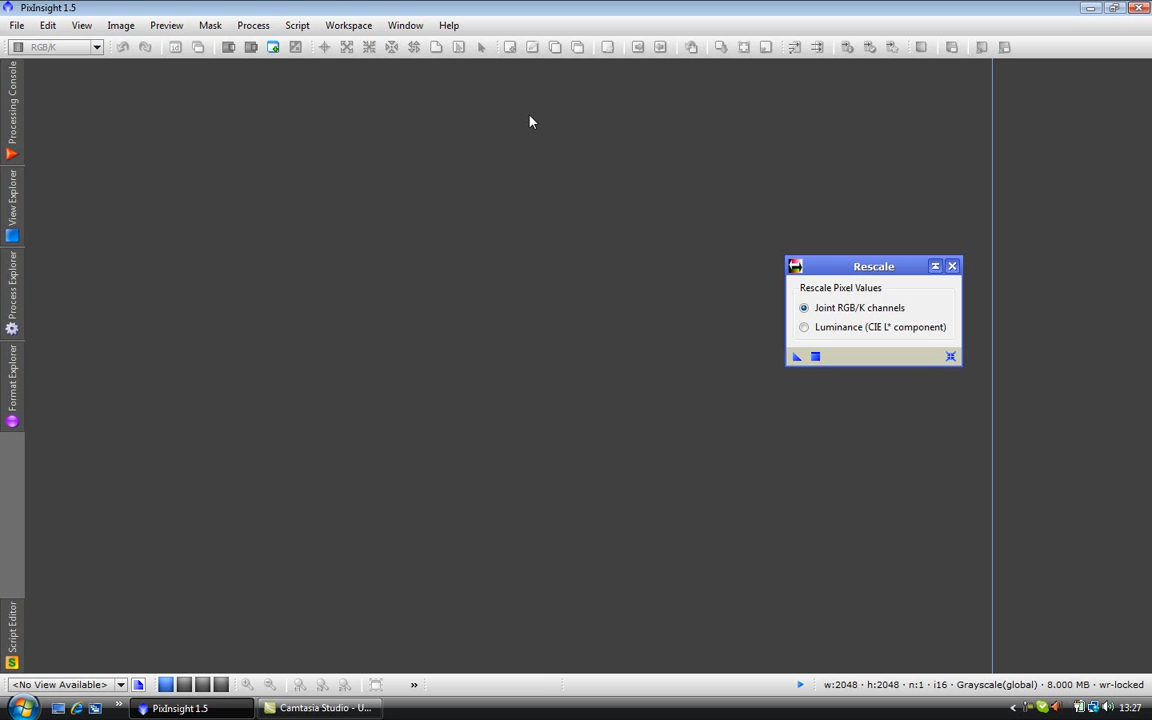 PixInsight 1.5
File Edit View Image Preview Mask Process Script Workspace Window Help
RGB/K
Processing Console
View Explorer
Process Explorer
Format Explorer
Script Editor
Rescale
Rescale Pixel Values
Joint RGB/K channels
Luminance (CIE L* component)
<No View Available>
w:2048 · h:2048 · n:1 · i16 · Grayscale(global) · 8.000 MB · wr-locked
PixInsight 1.5
Camtasia Studio - U...
13:27